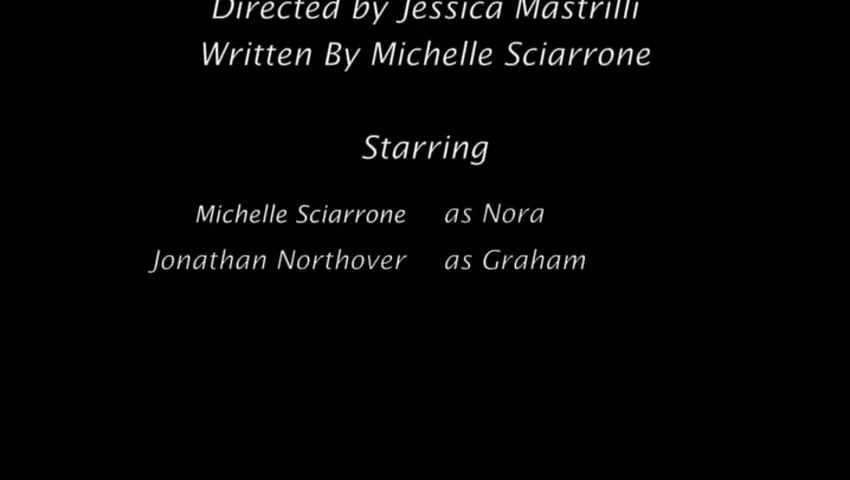 Directed by Jessica Mastrilli
Written By Michelle Sciarrone
Starring
Michelle Sciarrone as Nora
Jonathan Northover as Graham